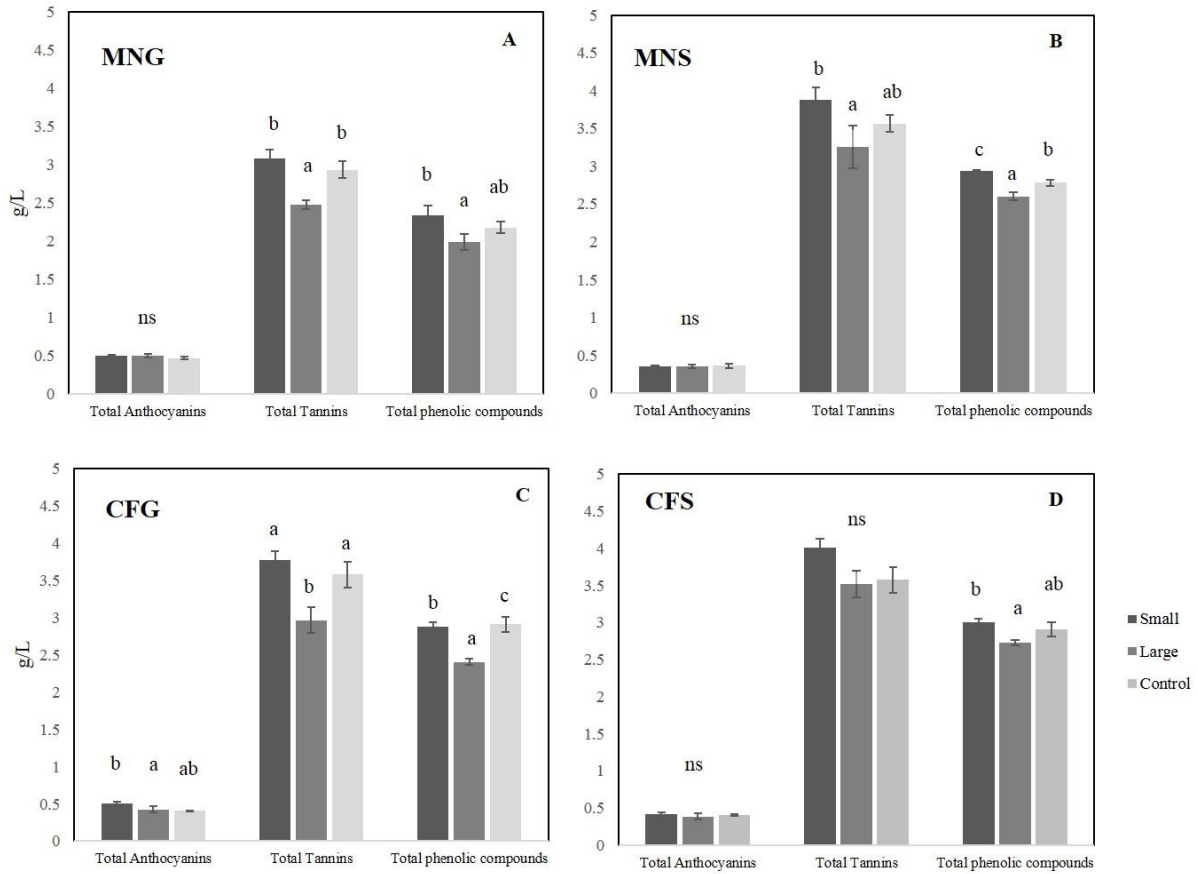 MNG
A
g/L
5
4.5
4
3.5
3
2.5
2
1.5
1
0.5
0
ns
b
a
b
b
a
ab
Total Anthocyanins
Total Tannins
Total phenolic compounds
MNS
B
5
4.5
4
3.5
3
2.5
2
1.5
1
0.5
0
ns
b
a
ab
c
a
b
Total Anthocyanins
Total Tannins
Total phenolic compounds
CFG
C
g/L
5
4.5
4
3.5
3
2.5
2
1.5
1
0.5
0
b
a
ab
a
b
a
b
a
c
Total Anthocyanins
Total Tannins
Total phenolic compounds
CFS
D
5
4.5
4
3.5
3
2.5
2
1.5
1
0.5
0
ns
ns
b
a
ab
Total Anthocyanins
Total Tannins
Total phenolic compounds
Small
Large
Control